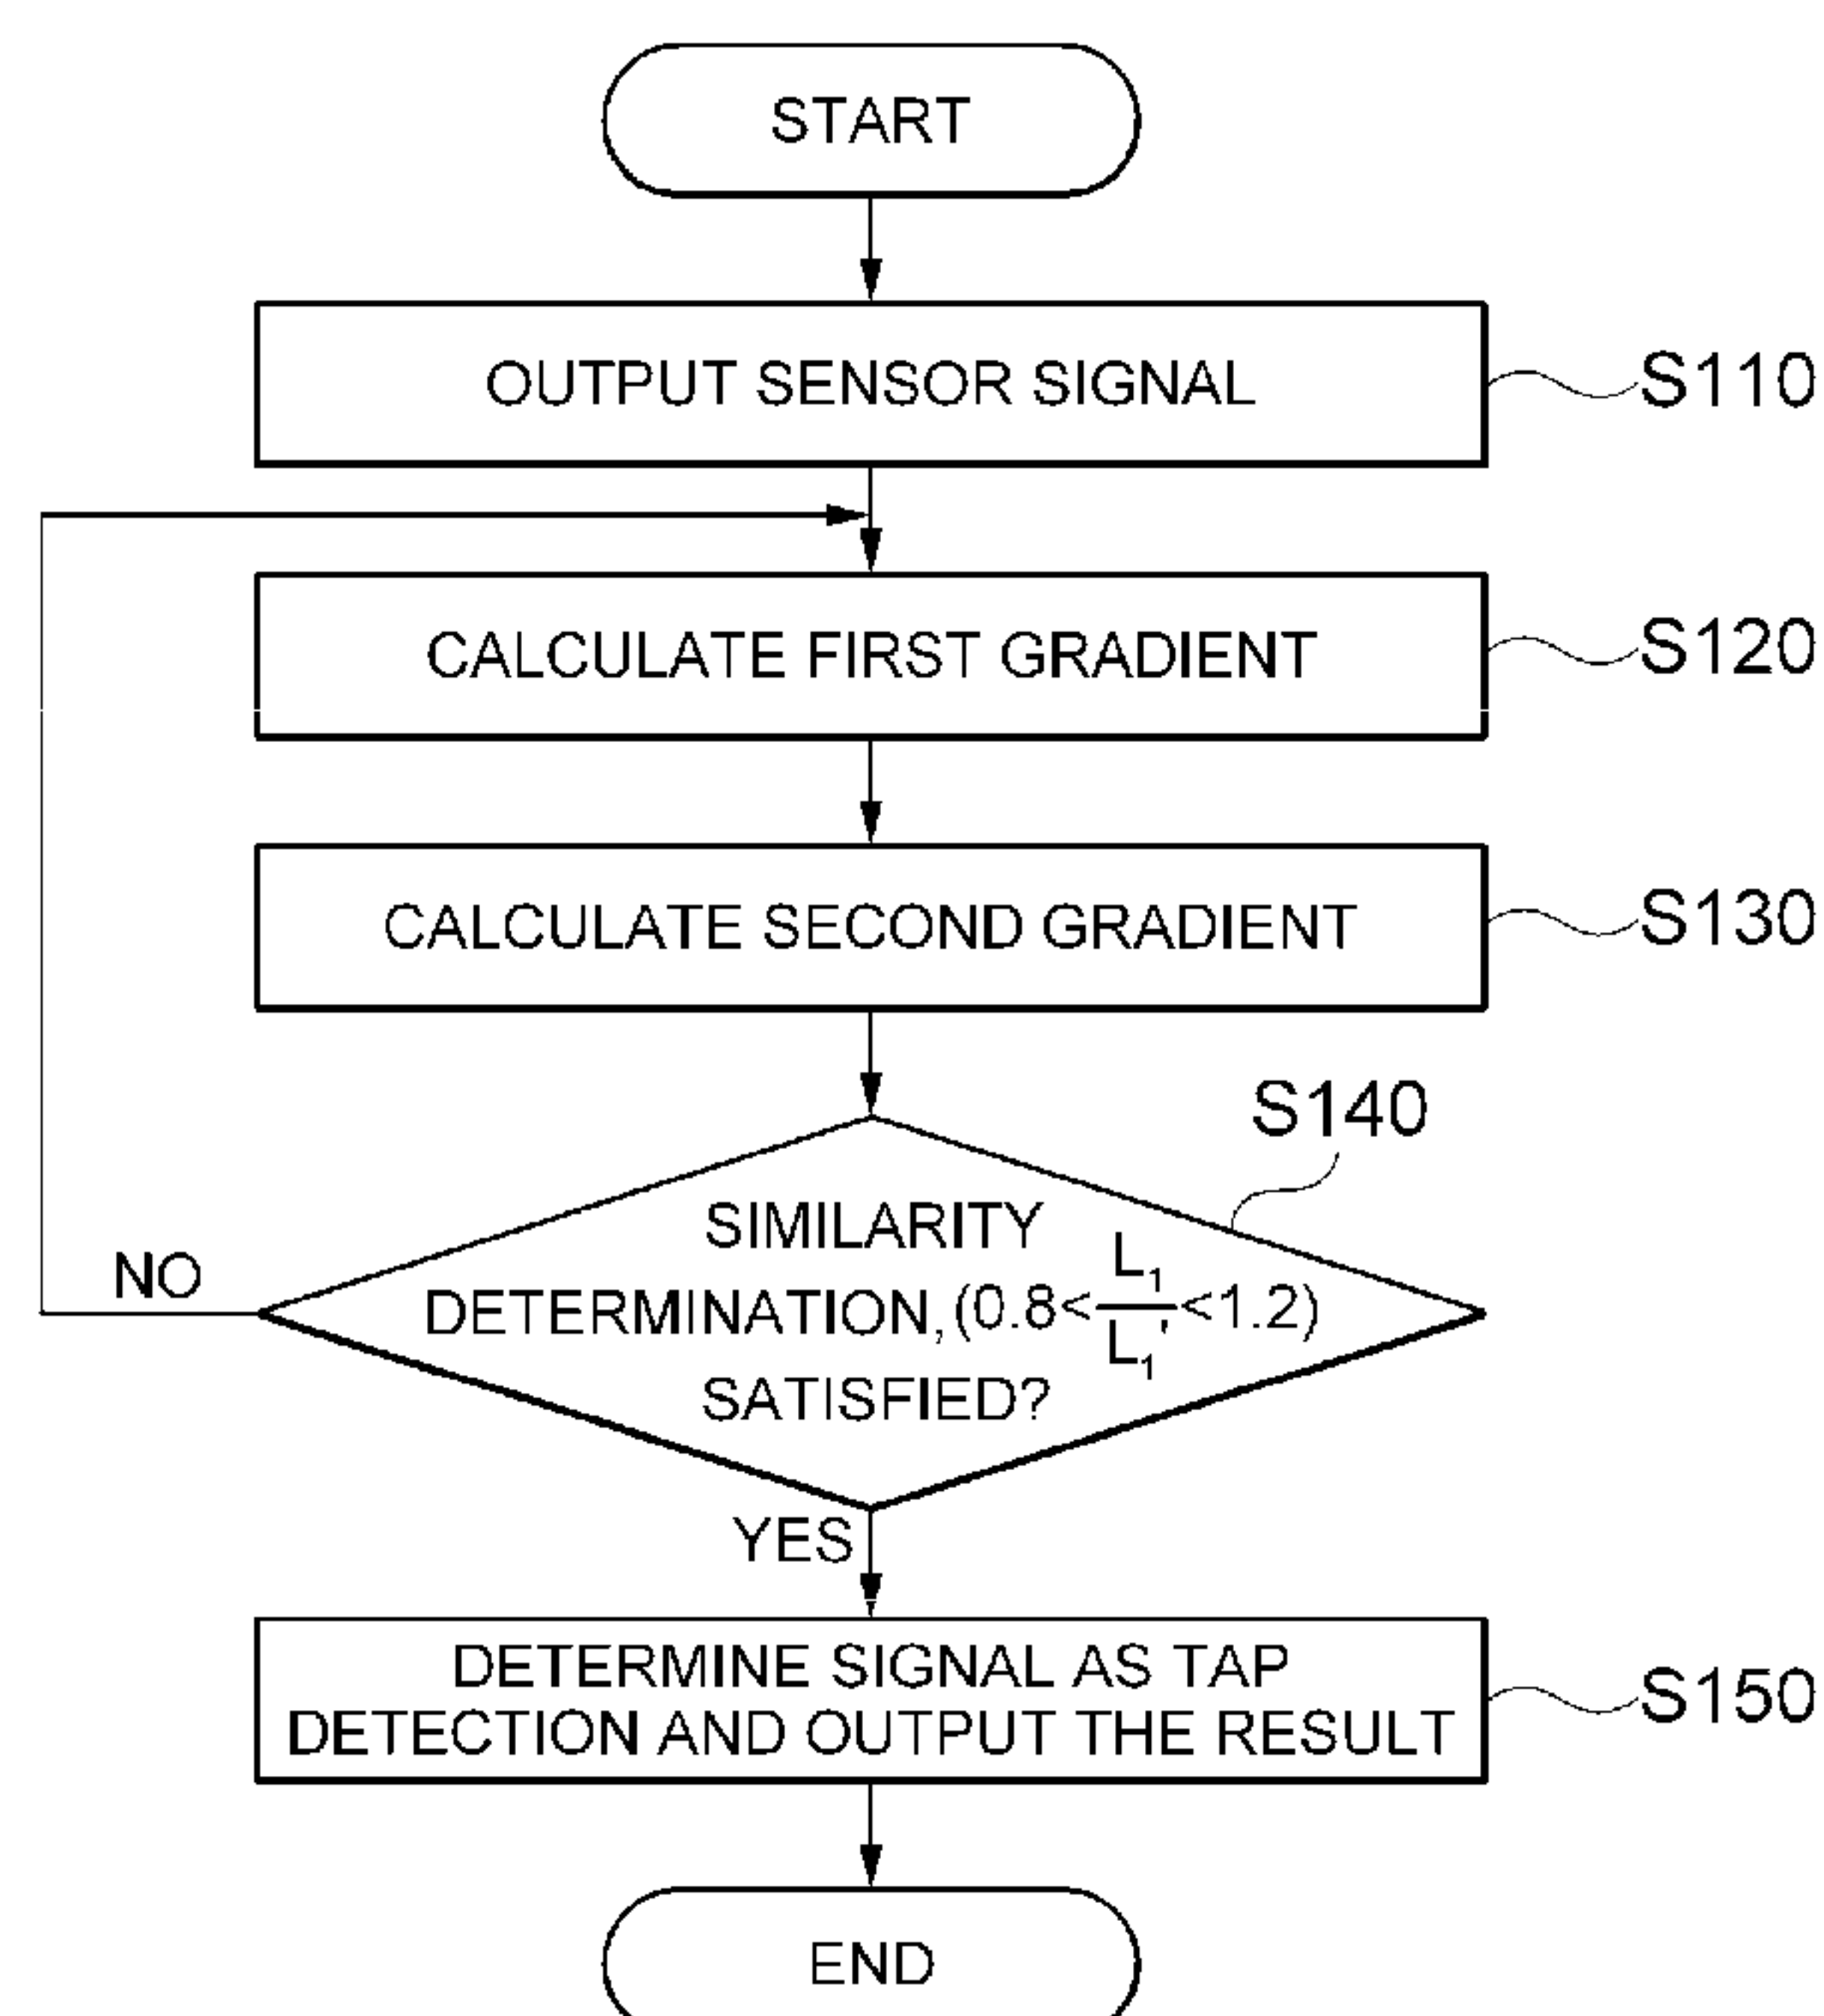 START
OUTPUT SENSOR SIGNAL
S110
CALCULATE FIRST GRADIENT
S120
CALCULATE SECOND GRADIENT
S130
S140
SIMILARITY
DETERMINATION, (0.8<L₁/L₁'<1.2)
SATISFIED?
NO
YES
DETERMINE SIGNAL AS TAP
DETECTION AND OUTPUT THE RESULT
S150
END